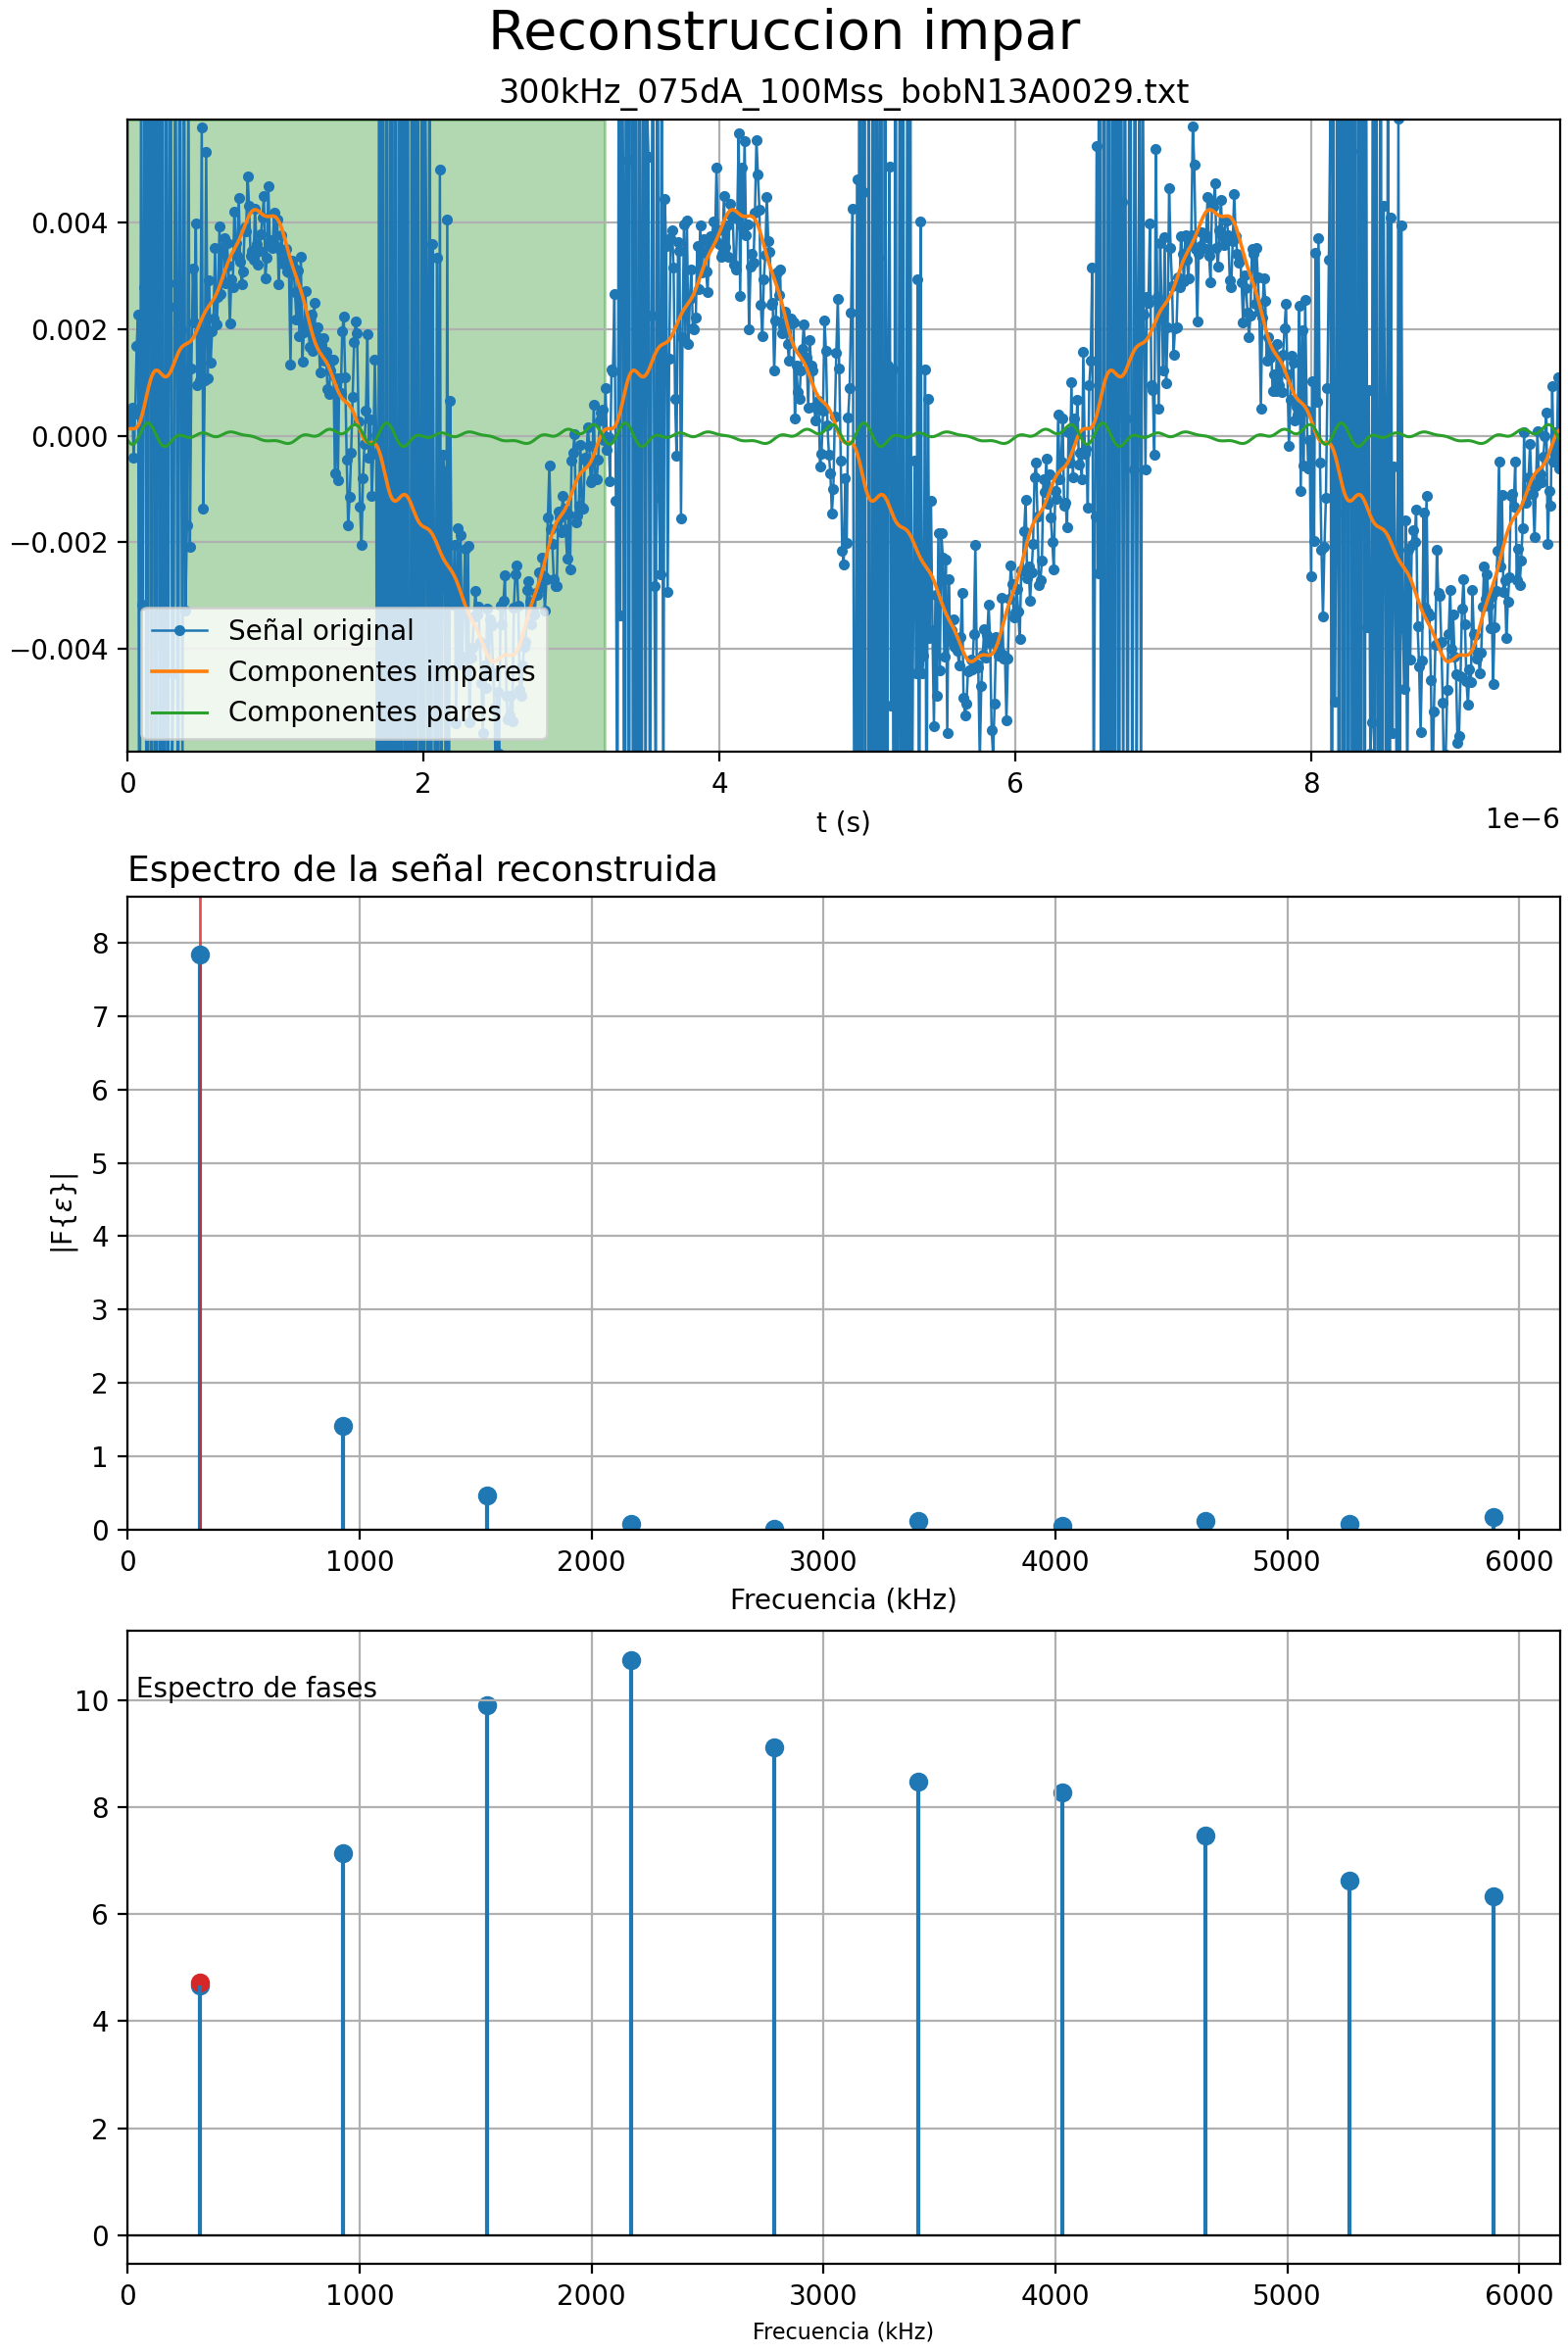 Reconstruccion impar
300kHz_075dA_100Mss_bobN13A0029.txt
0.004
0.002
0.000
−0.002
−0.004
Señal original
Componentes impares
Componentes pares
0 2 4 6 8
1e−6
t (s)
Espectro de la señal reconstruida
8
7
6
5
4
3
2
1
0
|F{ε}|
0 1000 2000 3000 4000 5000 6000
Frecuencia (kHz)
Espectro de fases
10
8
6
4
2
0
0 1000 2000 3000 4000 5000 6000
Frecuencia (kHz)